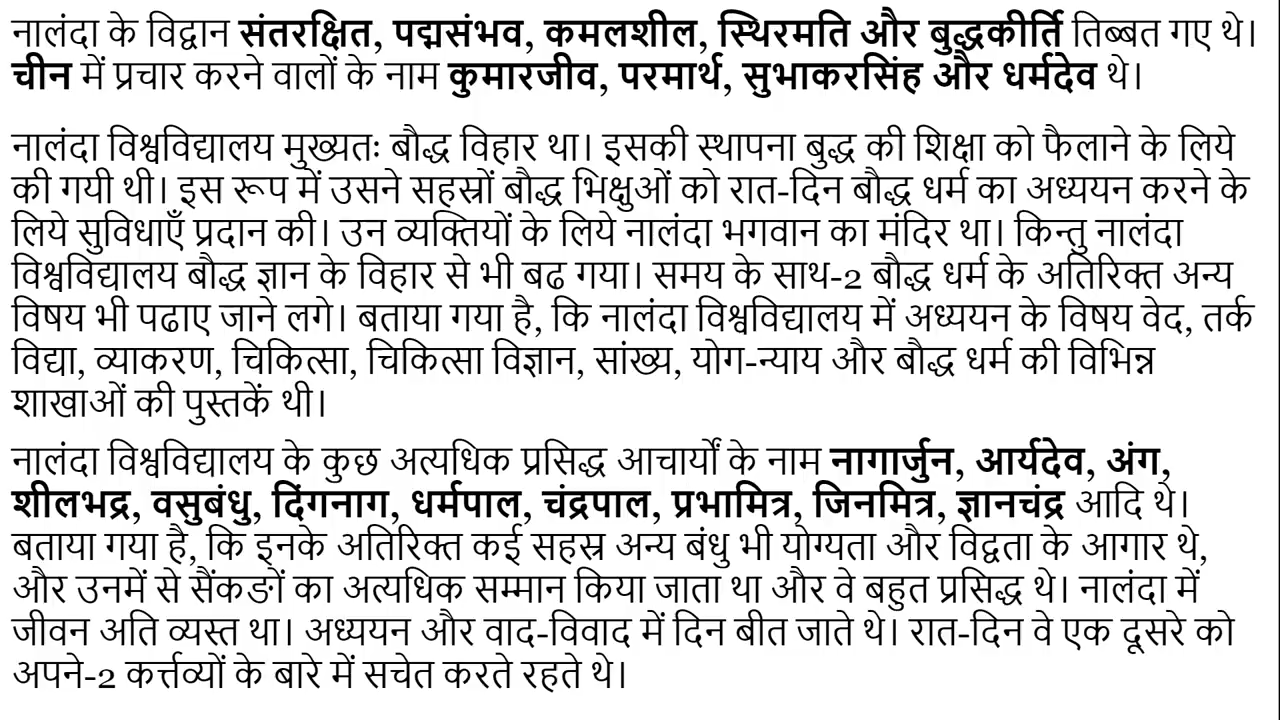 नालंदा के विद्वान संतरक्षित, पद्मसंभव, कमलशील, स्थिरमति और बुद्धकीर्ति तिब्बत गए थे।
चीन में प्रचार करने वालों के नाम कुमारजीव, परमार्थ, सुभाकरसिंह और धर्मदेव थे।
नालंदा विश्वविद्यालय मुख्यतः बौद्ध विहार था। इसकी स्थापना बुद्ध की शिक्षा को फैलाने के लिये
की गयी थी। इस रूप में उसने सहस्रों बौद्ध भिक्षुओं को रात-दिन बौद्ध धर्म का अध्ययन करने के
लिये सुविधाएँ प्रदान की। उन व्यक्तियों के लिये नालंदा भगवान का मंदिर था। किन्तु नालंदा
विश्वविद्यालय बौद्ध ज्ञान के विहार से भी बढ गया। समय के साथ-2 बौद्ध धर्म के अतिरिक्त अन्य
विषय भी पढाए जाने लगे। बताया गया है, कि नालंदा विश्वविद्यालय में अध्ययन के विषय वेद, तर्क
विद्या, व्याकरण, चिकित्सा, चिकित्सा विज्ञान, सांख्य, योग-न्याय और बौद्ध धर्म की विभिन्न
शाखाओं की पुस्तकें थी।
नालंदा विश्वविद्यालय के कुछ अत्यधिक प्रसिद्ध आचार्यों के नाम नागार्जुन, आर्यदेव, अंग,
शीलभद्र, वसुबंधु, दिंगनाग, धर्मपाल, चंद्रपाल, प्रभामित्र, जिनमित्र, ज्ञानचंद्र आदि थे।
बताया गया है, कि इनके अतिरिक्त कई सहस्र अन्य बंधु भी योग्यता और विद्वता के आगार थे,
और उनमें से सैंकङों का अत्यधिक सम्मान किया जाता था और वे बहुत प्रसिद्ध थे। नालंदा में
जीवन अति व्यस्त था। अध्ययन और वाद-विवाद में दिन बीत जाते थे। रात-दिन वे एक दूसरे को
अपने-2 कर्त्तव्यों के बारे में सचेत करते रहते थे।